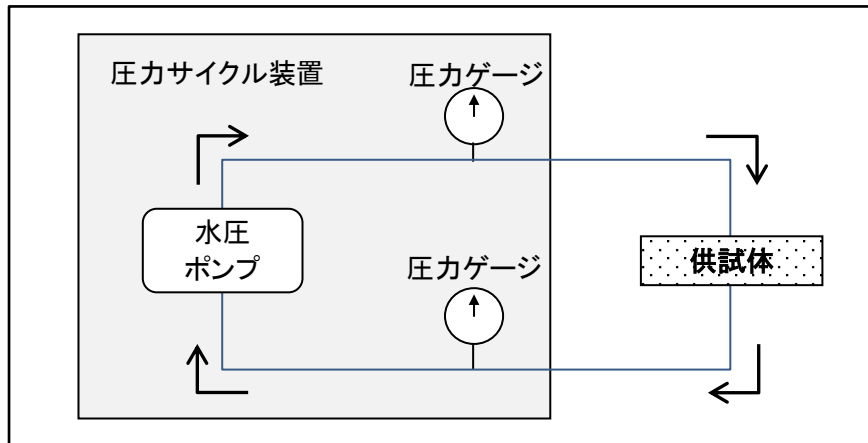 圧力サイクル装置
圧力ゲージ
水圧
ポンプ
圧力ゲージ
供試体